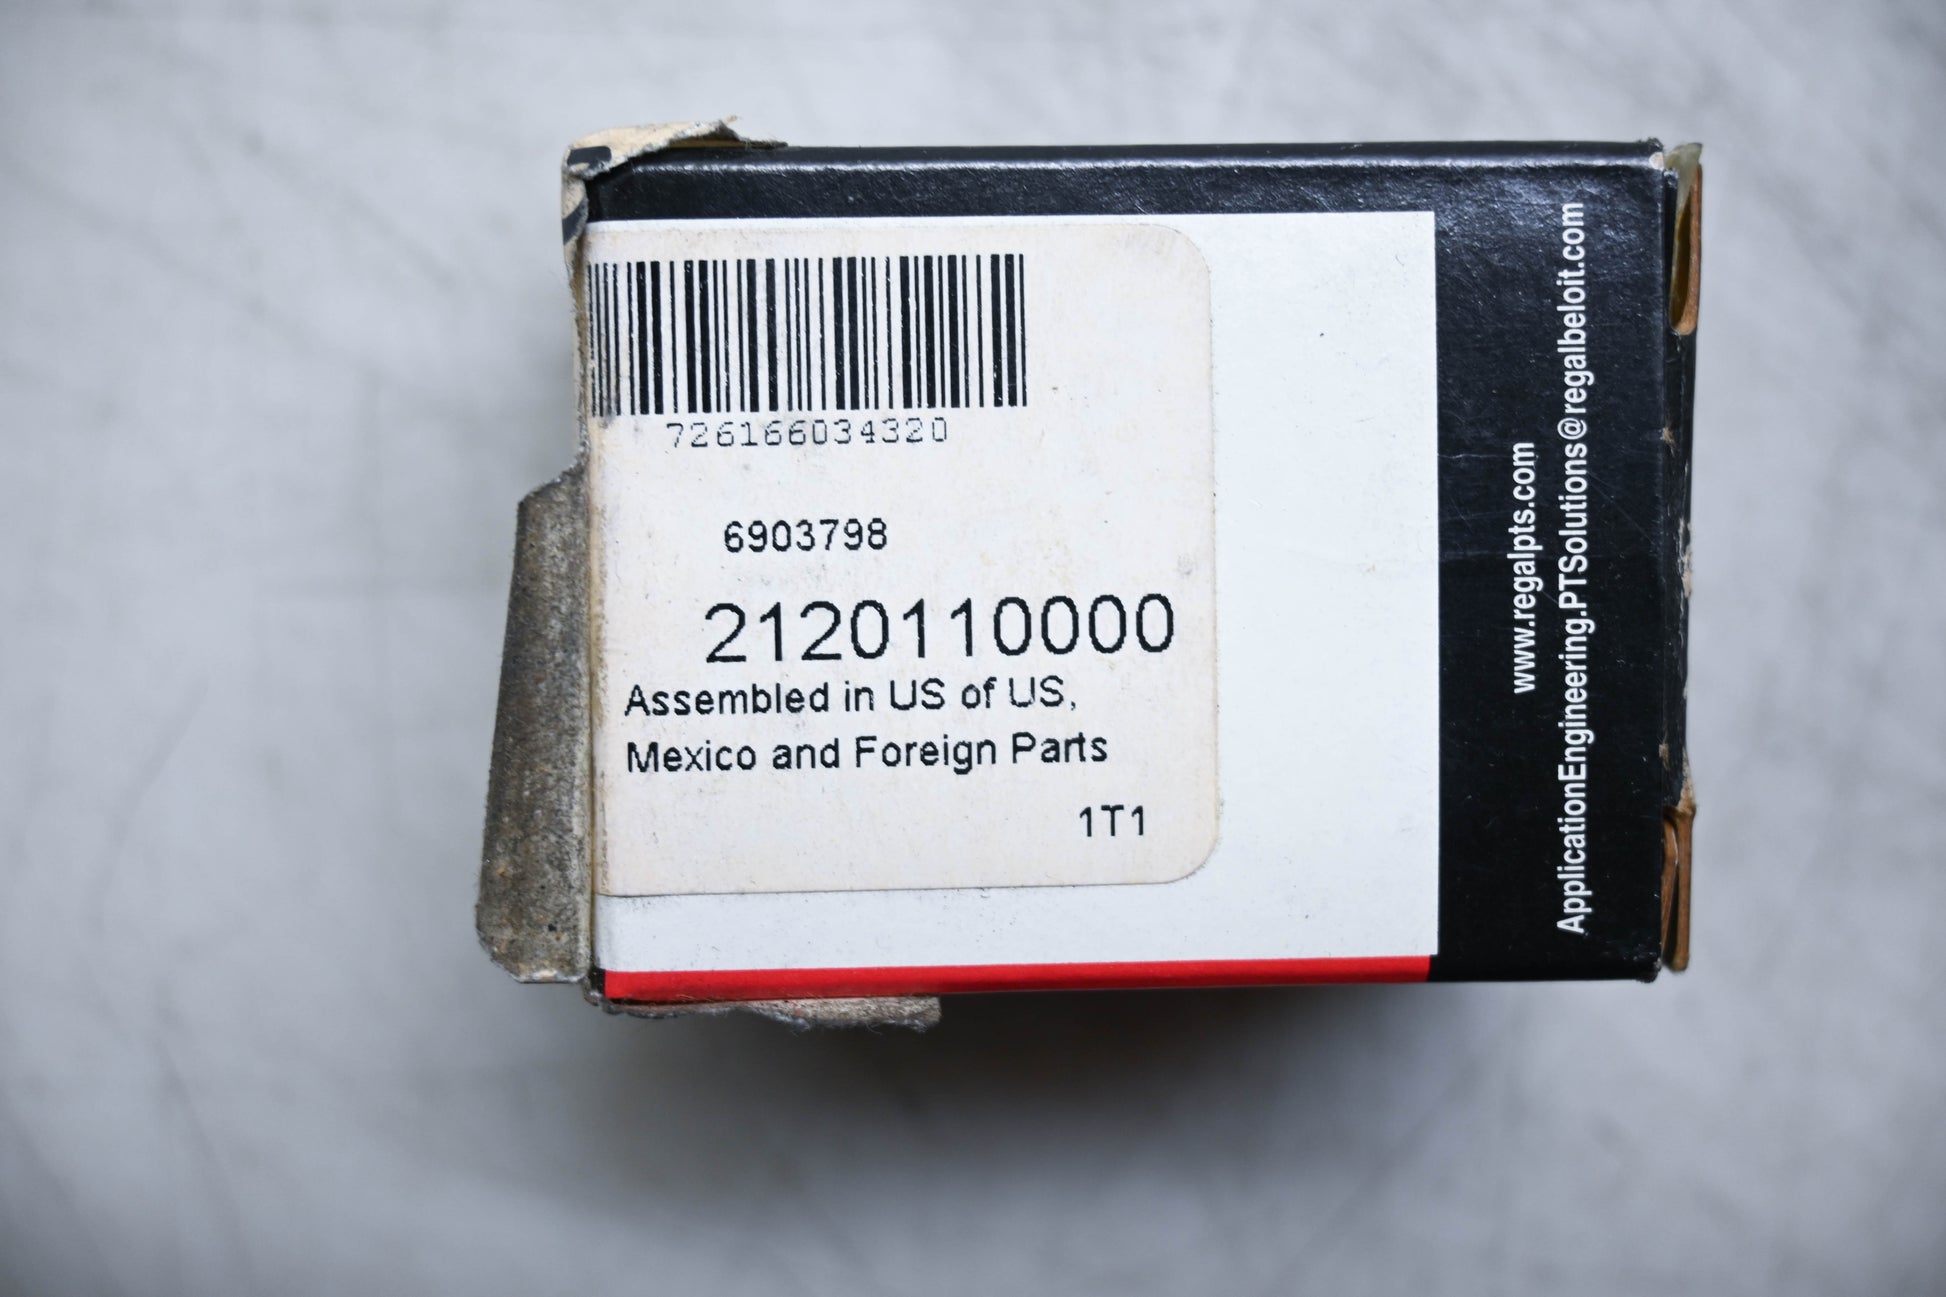 726166034320
6903798
2120110000
Assembled in US of US,
Mexico and Foreign Parts
1T1
www.regalpts.com
ApplicationEngineering.PTSolutions@regalbeloit.com